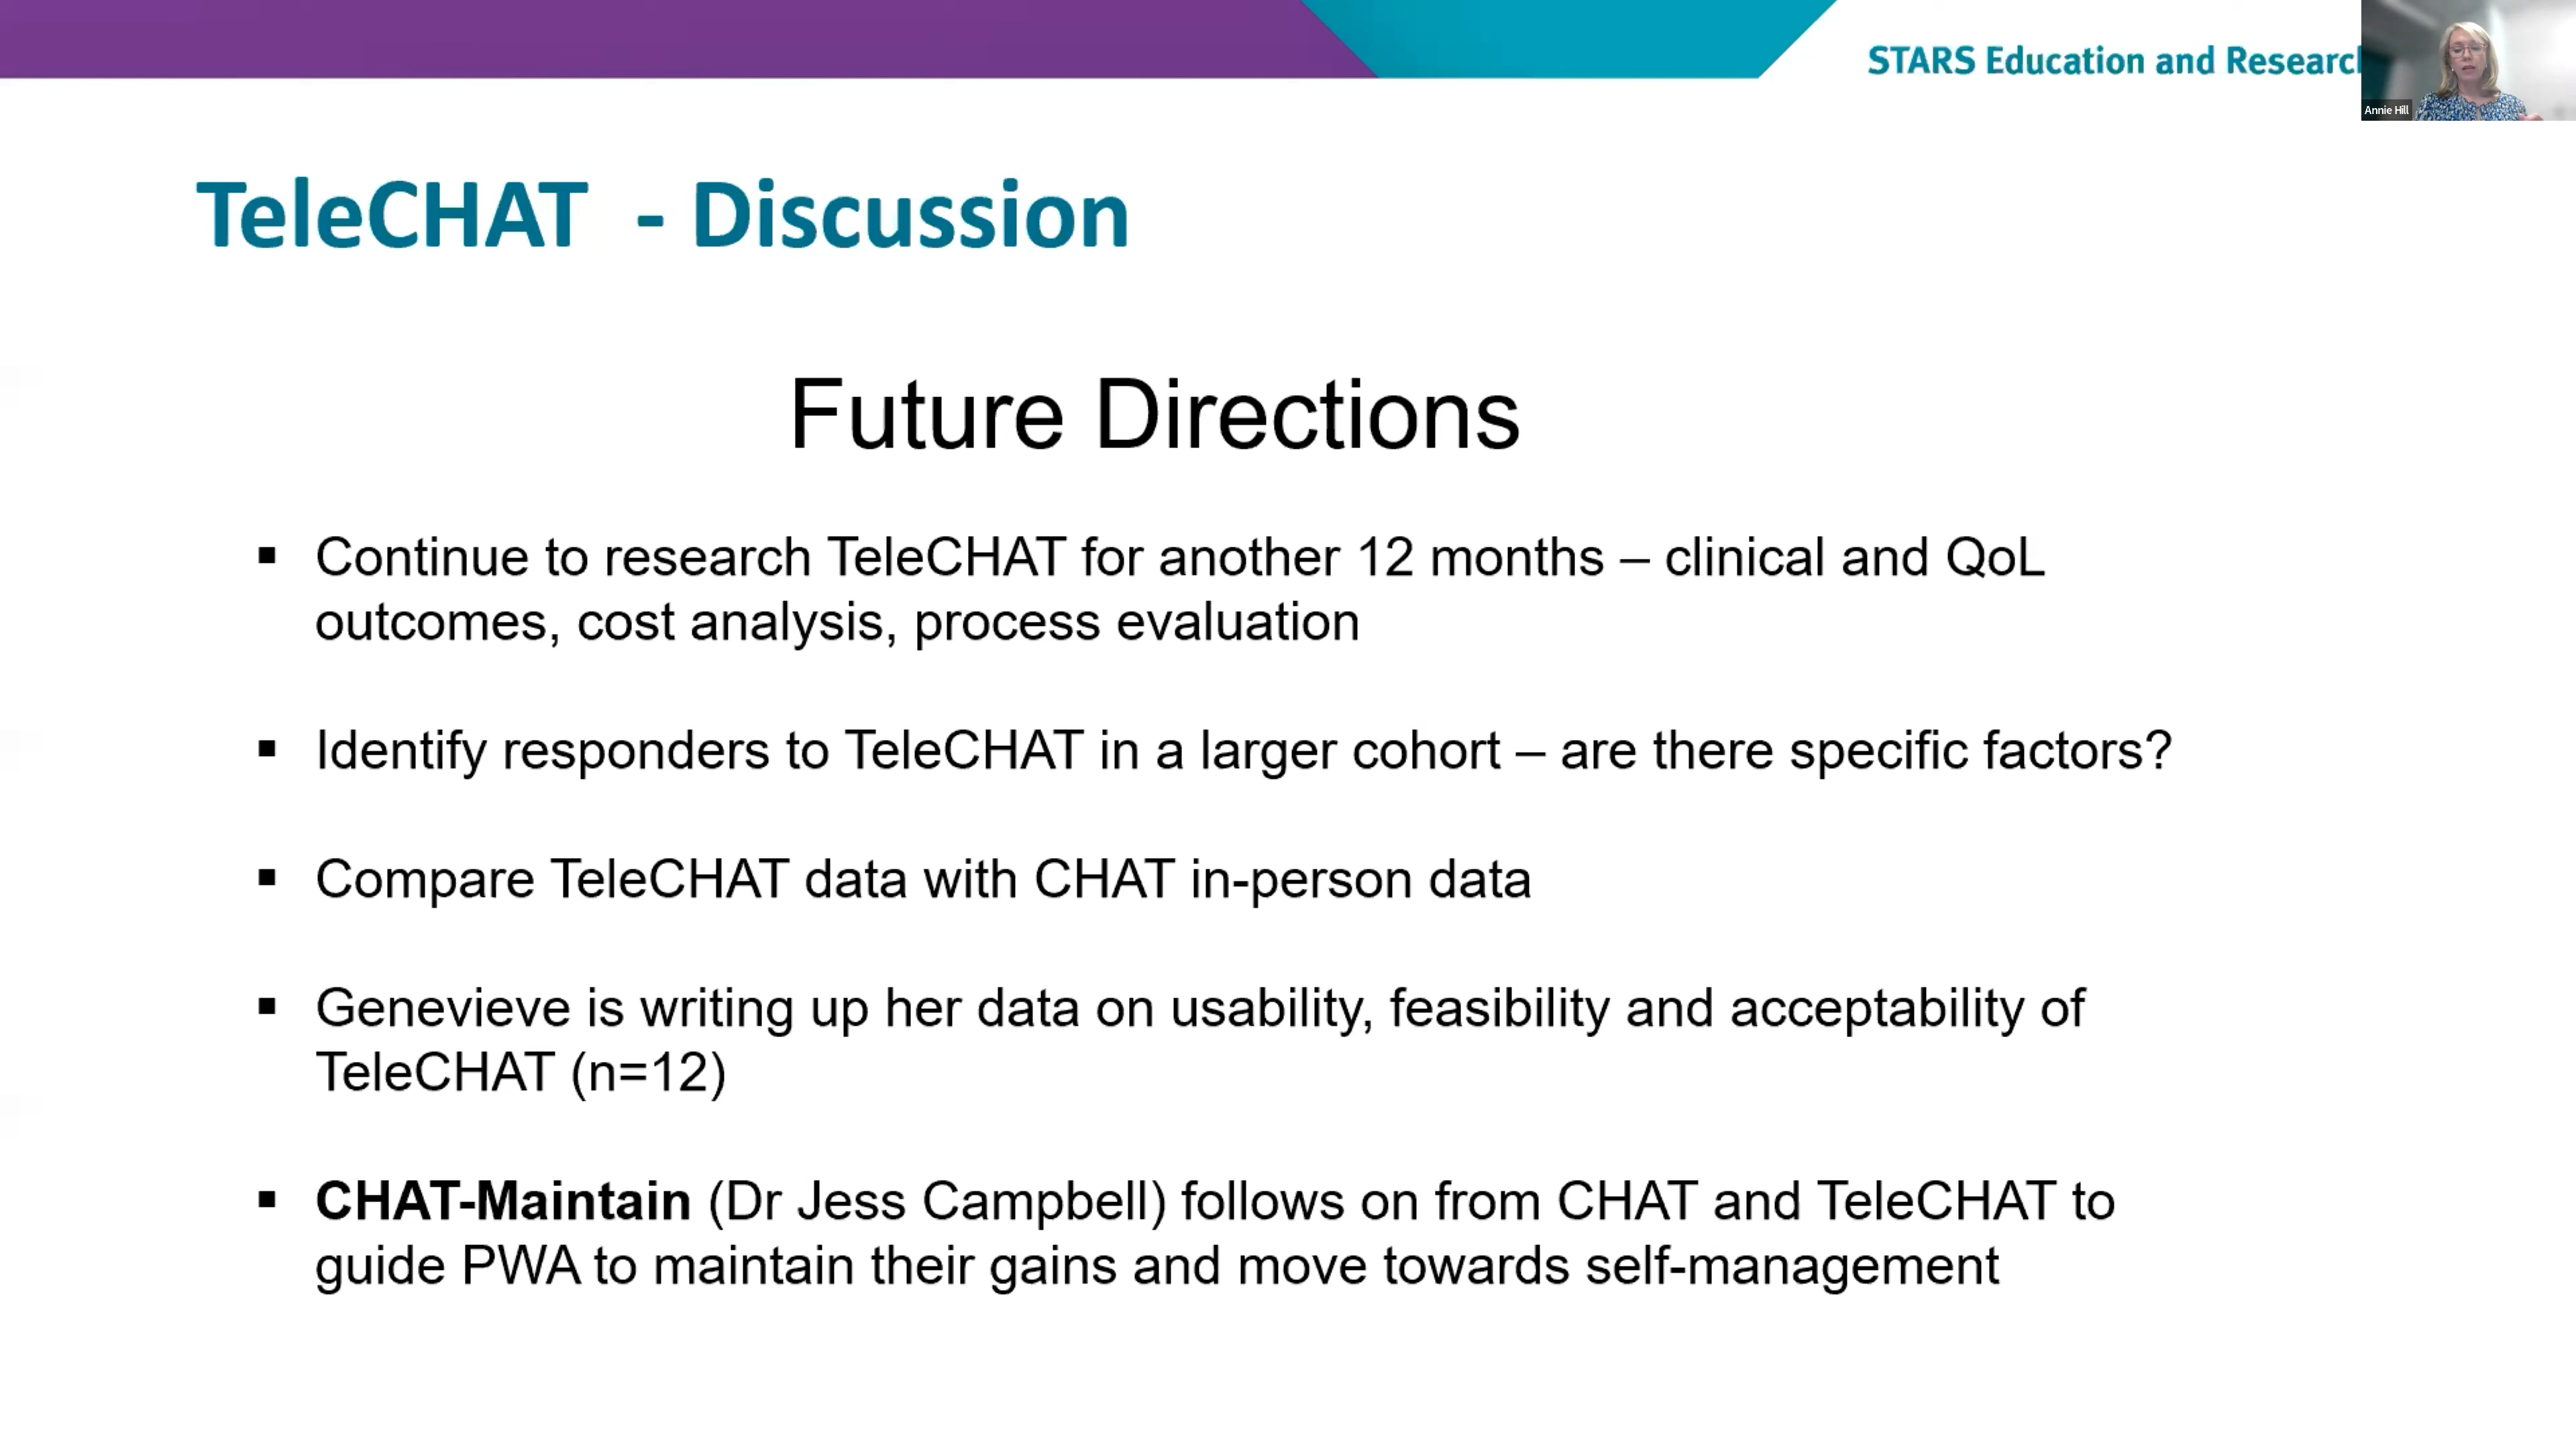 STARS Education and Research
Annie Hill
TeleCHAT - Discussion
Future Directions
▪ Continue to research TeleCHAT for another 12 months – clinical and QoL
outcomes, cost analysis, process evaluation
▪ Identify responders to TeleCHAT in a larger cohort – are there specific factors?
▪ Compare TeleCHAT data with CHAT in-person data
▪ Genevieve is writing up her data on usability, feasibility and acceptability of
TeleCHAT (n=12)
▪ CHAT-Maintain (Dr Jess Campbell) follows on from CHAT and TeleCHAT to
guide PWA to maintain their gains and move towards self-management